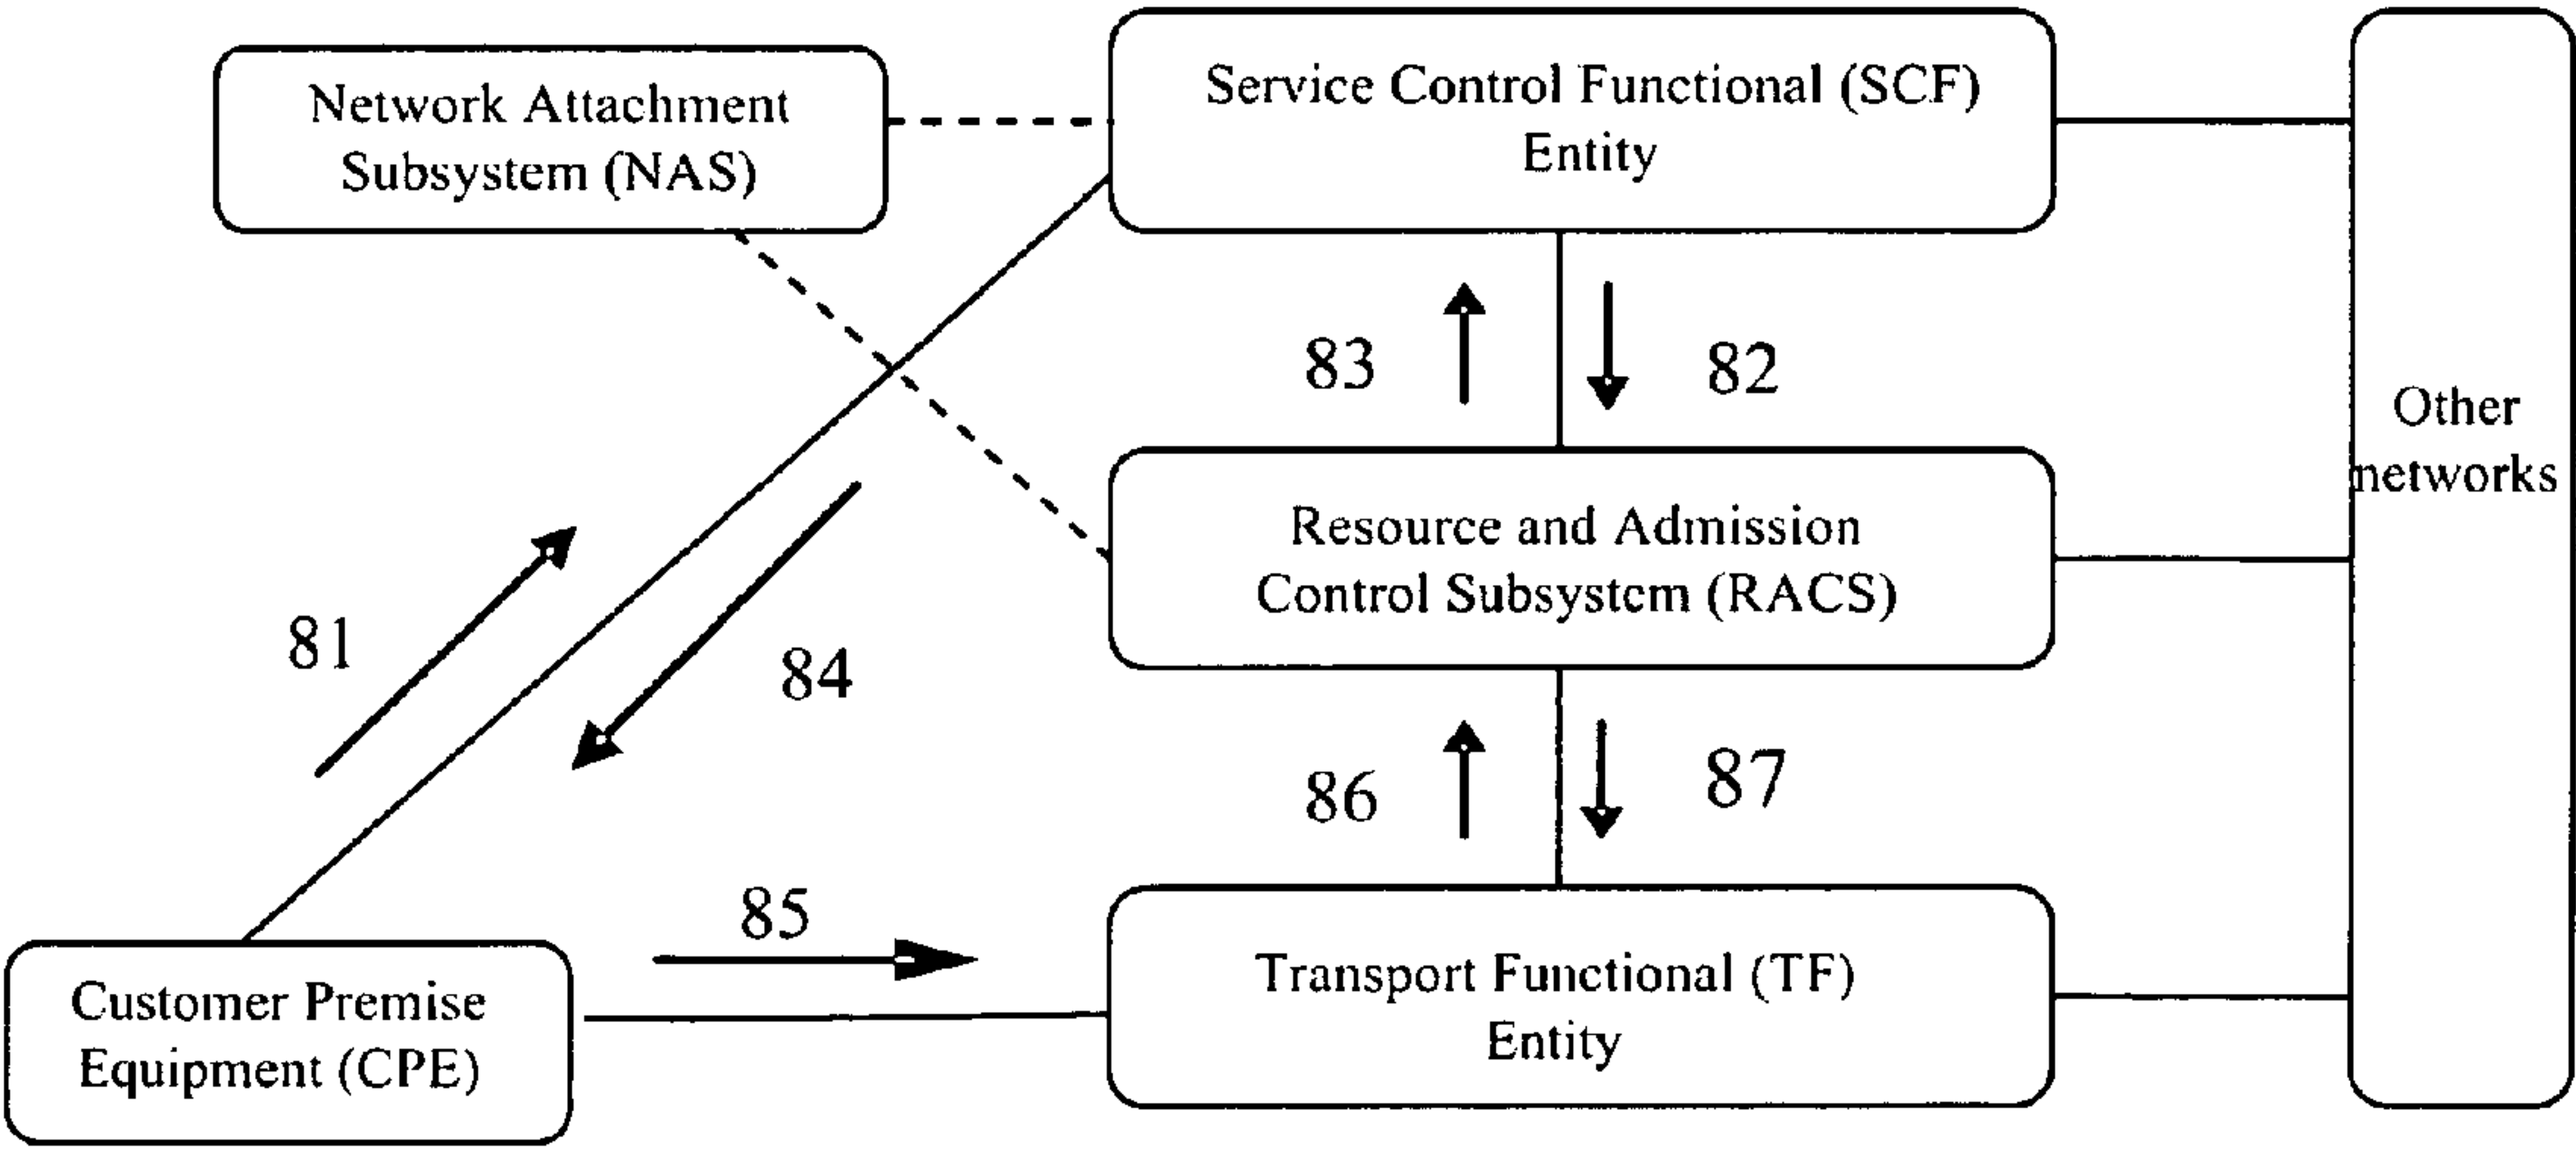 Network Attachment
Subsystem (NAS)
Service Control Functional (SCF)
Entity
Other
networks
83
82
Resource and Admission
Control Subsystem (RACS)
81
84
86
87
85
Customer Premise
Equipment (CPE)
Transport Functional (TF)
Entity